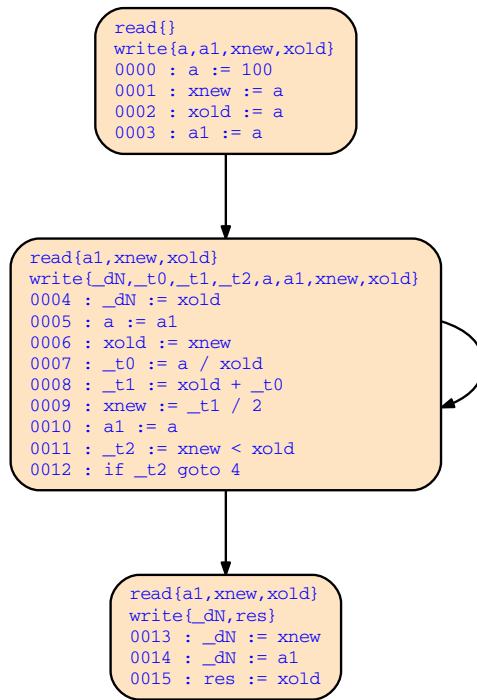 read{}
write{a,a1,xnew,xold}
0000 : a := 100
0001 : xnew := a
0002 : xold := a
0003 : a1 := a
read{a1,xnew,xold}
write{_dN,_t0,_t1,_t2,a,a1,xnew,xold}
0004 : _dN := xold
0005 : a := a1
0006 : xold := xnew
0007 : _t0 := a / xold
0008 : _t1 := xold + _t0
0009 : xnew := _t1 / 2
0010 : a1 := a
0011 : _t2 := xnew < xold
0012 : if _t2 goto 4
read{a1,xnew,xold}
write{_dN,res}
0013 : _dN := xnew
0014 : _dN := a1
0015 : res := xold